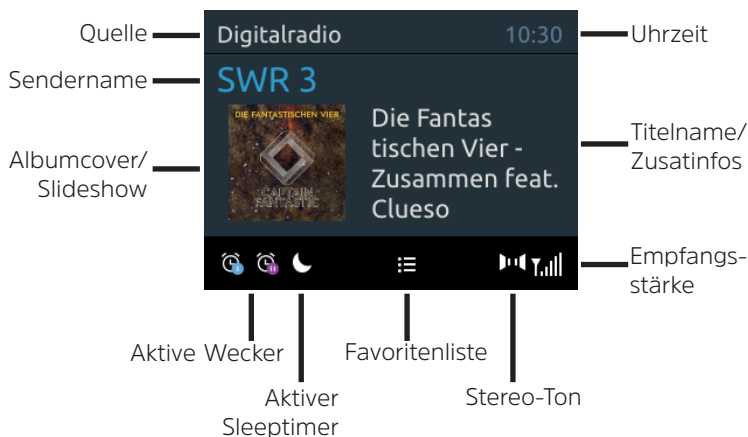 Quelle
Digitalradio
10:30
Uhrzeit
Sendername
SWR 3
DIE FANTASTISCHEN VIER
CAPTAIN
FANTASTIC
Die Fantas
tischen Vier -
Zusammen feat.
Clueso
Albumcover/
Slideshow
Titelname/
Zusatinfos
Empfangs-
stärke
Aktive Wecker
Favoritenliste
Aktiver
Sleeptimer
Stereo-Ton